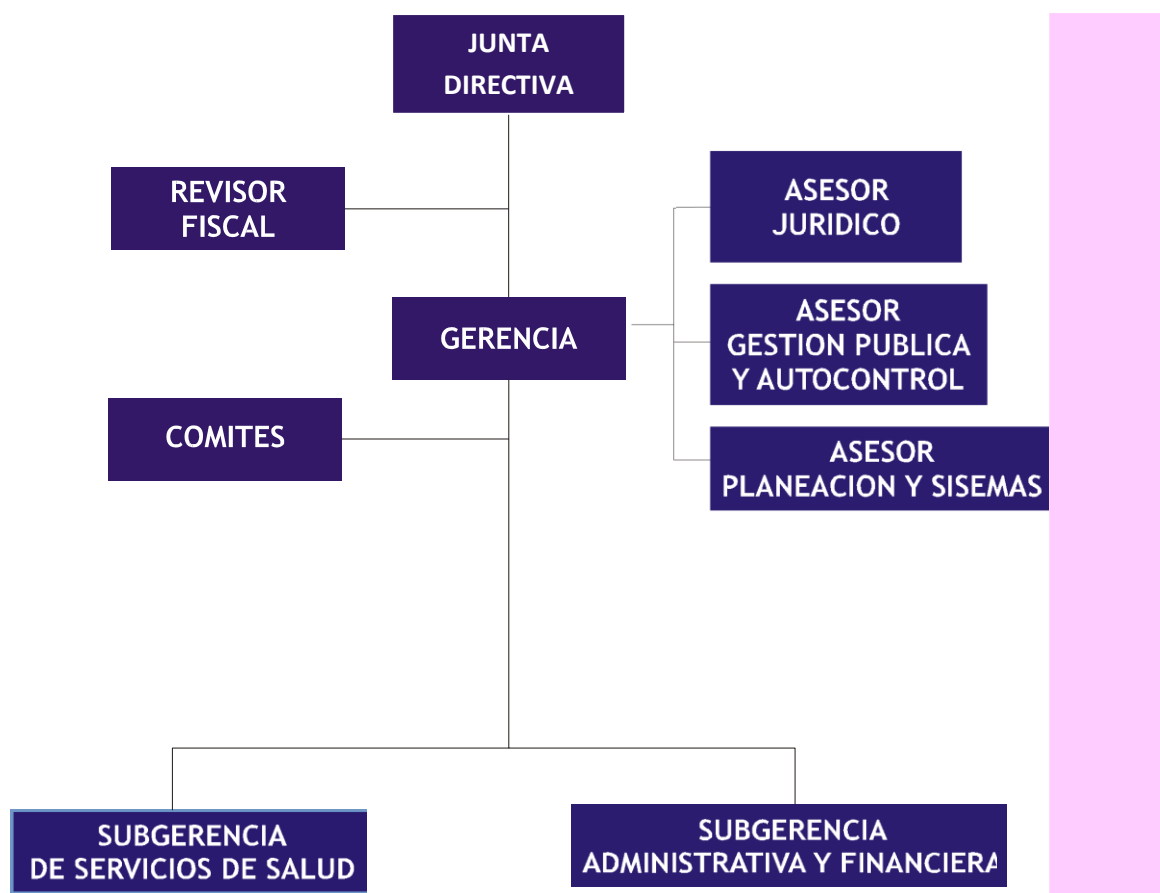 JUNTA
DIRECTIVA
REVISOR
FISCAL
ASESOR
JURIDICO
GERENCIA
ASESOR
GESTION PUBLICA
Y AUTOCONTROL
COMITES
ASESOR
PLANEACION Y SISEMAS
SUBGERENCIA
DE SERVICIOS DE SALUD
SUBGERENCIA
ADMINISTRATIVA Y FINANCIERA